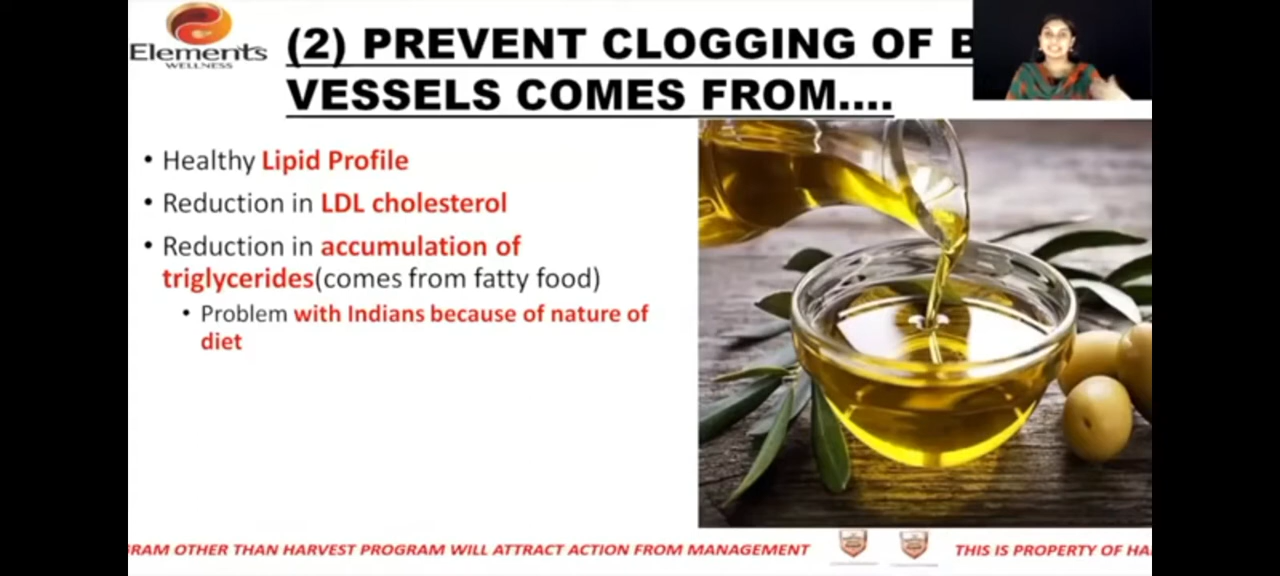 Elements
WELLNESS
(2) PREVENT CLOGGING OF
VESSELS COMES FROM....
• Healthy Lipid Profile
• Reduction in LDL cholesterol
• Reduction in accumulation of
triglycerides(comes from fatty food)
• Problem with Indians because of nature of
diet
OTHER THAN HARVEST PROGRAM WILL ATTRACT ACTION FROM MANAGEMENT
THIS IS PROPERTY OF